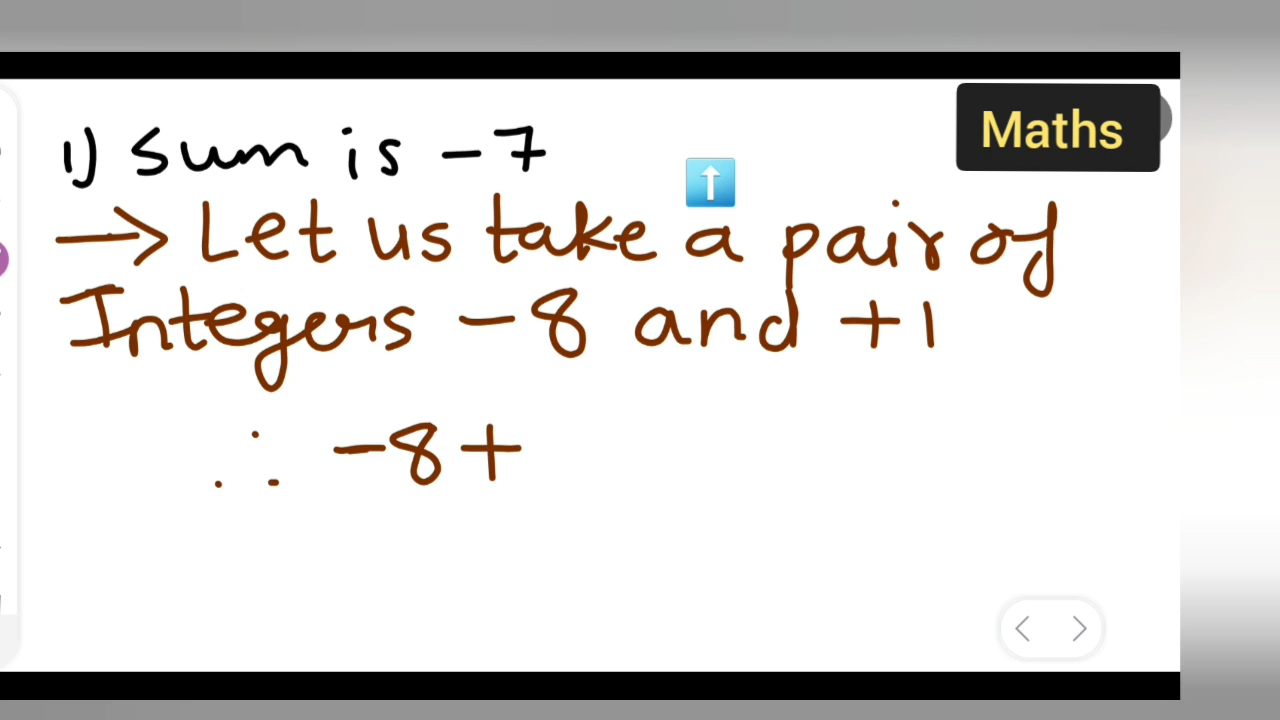 Maths
1) Sum is -7
→ Let us take a pair of
Integers -8 and +1
∴ -8+